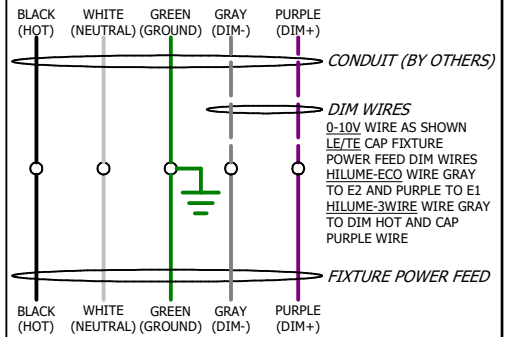 BLACK WHITE GREEN GRAY PURPLE
(HOT) (NEUTRAL) (GROUND) (DIM-) (DIM+)
CONDUIT (BY OTHERS)
DIM WIRES
0-10V WIRE AS SHOWN
LE/TE CAP FIXTURE
POWER FEED DIM WIRES
HILUME-ECO WIRE GRAY
TO E2 AND PURPLE TO E1
HILUME-3WIRE WIRE GRAY
TO DIM HOT AND CAP
PURPLE WIRE
FIXTURE POWER FEED
BLACK WHITE GREEN GRAY PURPLE
(HOT) (NEUTRAL) (GROUND) (DIM-) (DIM+)